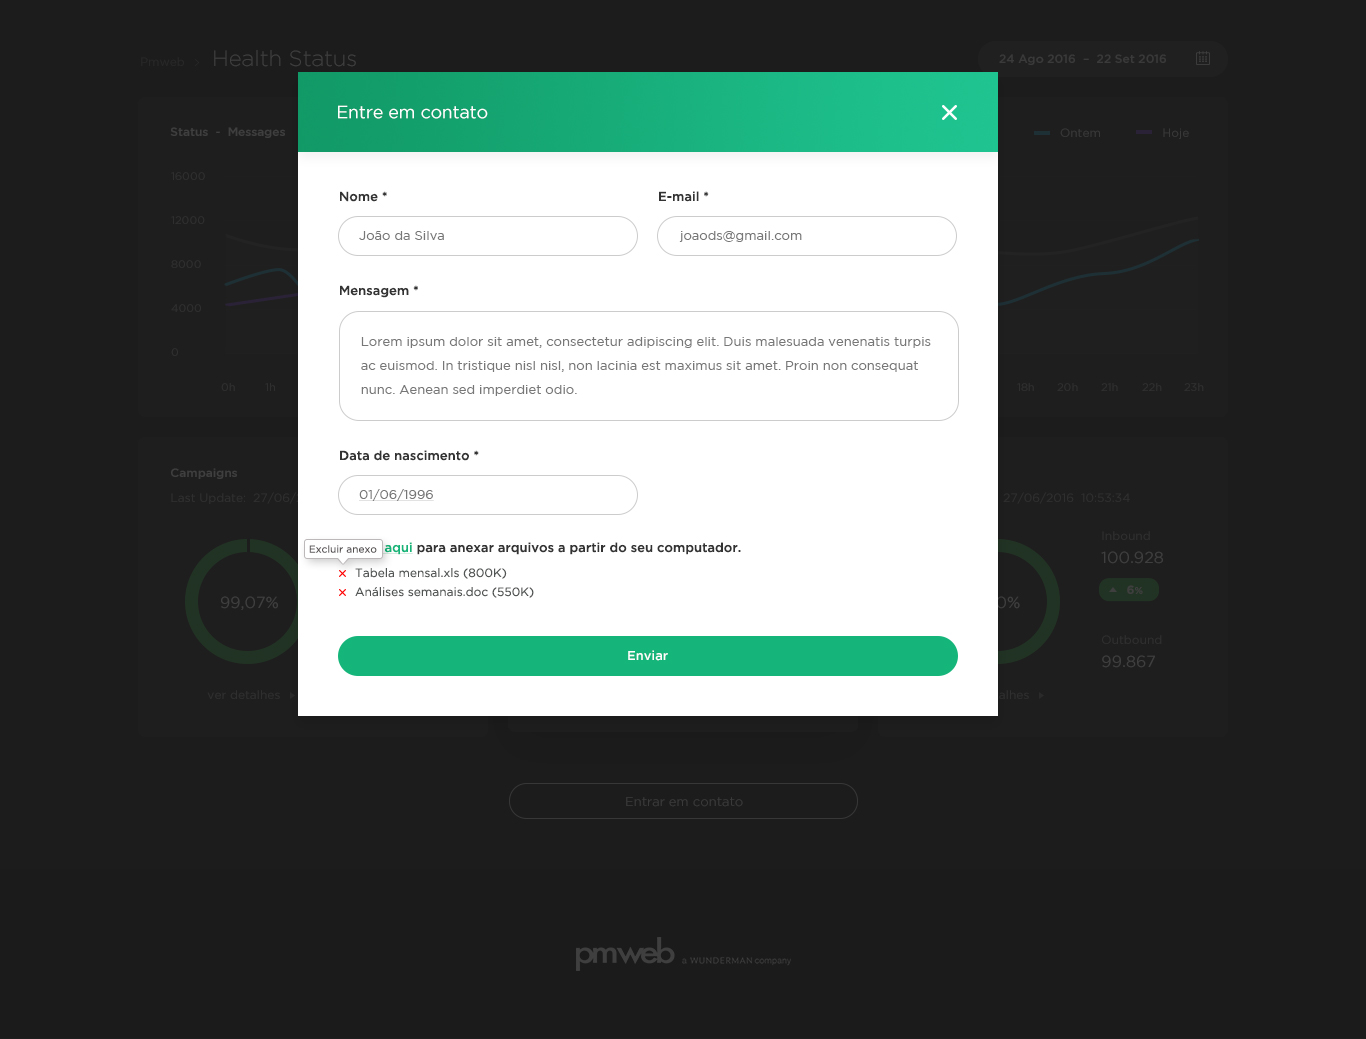 Pmweb > Health Status
24 Ago 2016 – 22 Set 2016
Entre em contato
Status - Messages
Ontem
Hoje
16000
12000
8000
4000
0
0h
1h
18h
20h
21h
22h
23h
Nome *
E-mail *
João da Silva
joaods@gmail.com
Mensagem *
Lorem ipsum dolor sit amet, consectetur adipiscing elit. Duis malesuada venenatis turpis
ac euismod. In tristique nisl nisl, non lacinia est maximus sit amet. Proin non consequat
nunc. Aenean sed imperdiet odio.
Data de nascimento *
01/06/1996
Excluir anexo
aqui para anexar arquivos a partir do seu computador.
Tabela mensal.xls (800K)
Análises semanais.doc (550K)
Enviar
Campaigns
Last Update: 27/06/
27/06/2016 10:53:34
99,07%
0%
Inbound
100.928
6%
Outbound
99.867
ver detalhes
alhes
Entrar em contato
pmweb a WUNDERMAN company